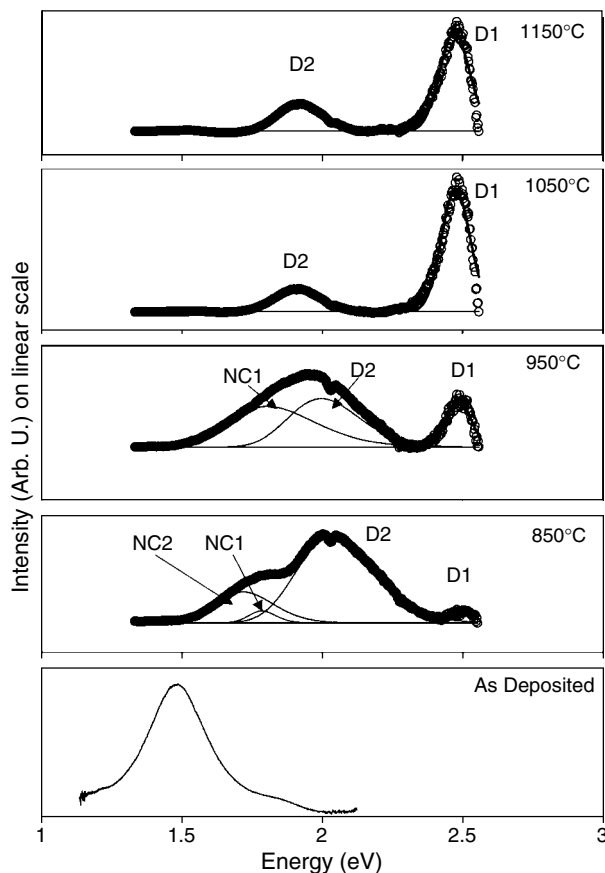 D1
1150°C
D2
D1
1050°C
D2
950°C
D1
D2
NC1
850°C
D2
NC1
NC2
D1
As Deposited
1
1.5
2
2.5
3
Energy (eV)
Intensity (Arb. U.) on linear scale